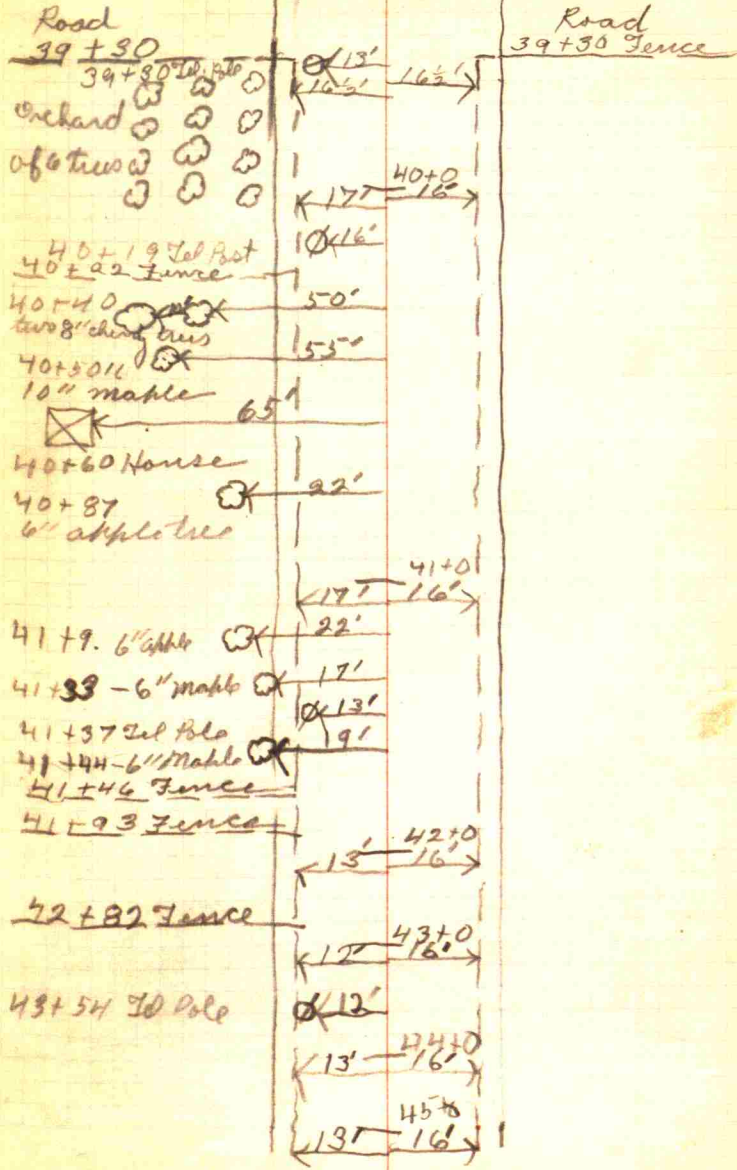 Road
39+30
Road
39+30 Fence
39+30 Tel. Pole
13'
16½' 16½'
Orchard
of 6 trees
40+0
17' 16'
40+19 Tel Post
16'
40+22 Fence
40+40
two 8" cherry trees
50'
55'
40+50
10" maple
65'
40+60 House
40+87
6" apple tree
22'
41+0
17' 16'
41+9. 6" apple
22'
41+33-6" Maple
17'
41+37 Tel Pole
13'
41+44-6" Maple
9'
41+46 Fence
41+93 Fence
42+0
13' 16'
42+82 Fence
43+0
12' 16'
43+54 Tel Pole
12'
44+0
13' 16'
45+0
13' 16'